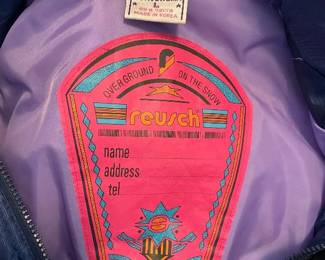 L
MADE IN KOREA
OVERGROUND ON THE SNOW
reusch
name
address
tel